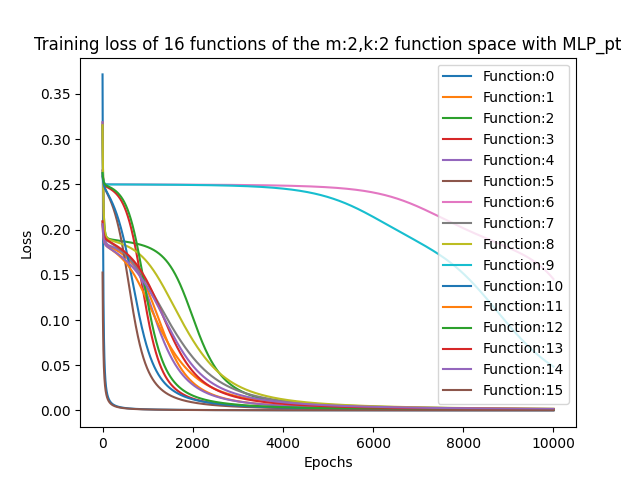 Training loss of 16 functions of the m:2,k:2 function space with MLP_pt
0.35
0.30
0.25
0.20
0.15
0.10
0.05
0.00
Loss
0
2000
4000
6000
8000
10000
Epochs
Function:0
Function:1
Function:2
Function:3
Function:4
Function:5
Function:6
Function:7
Function:8
Function:9
Function:10
Function:11
Function:12
Function:13
Function:14
Function:15